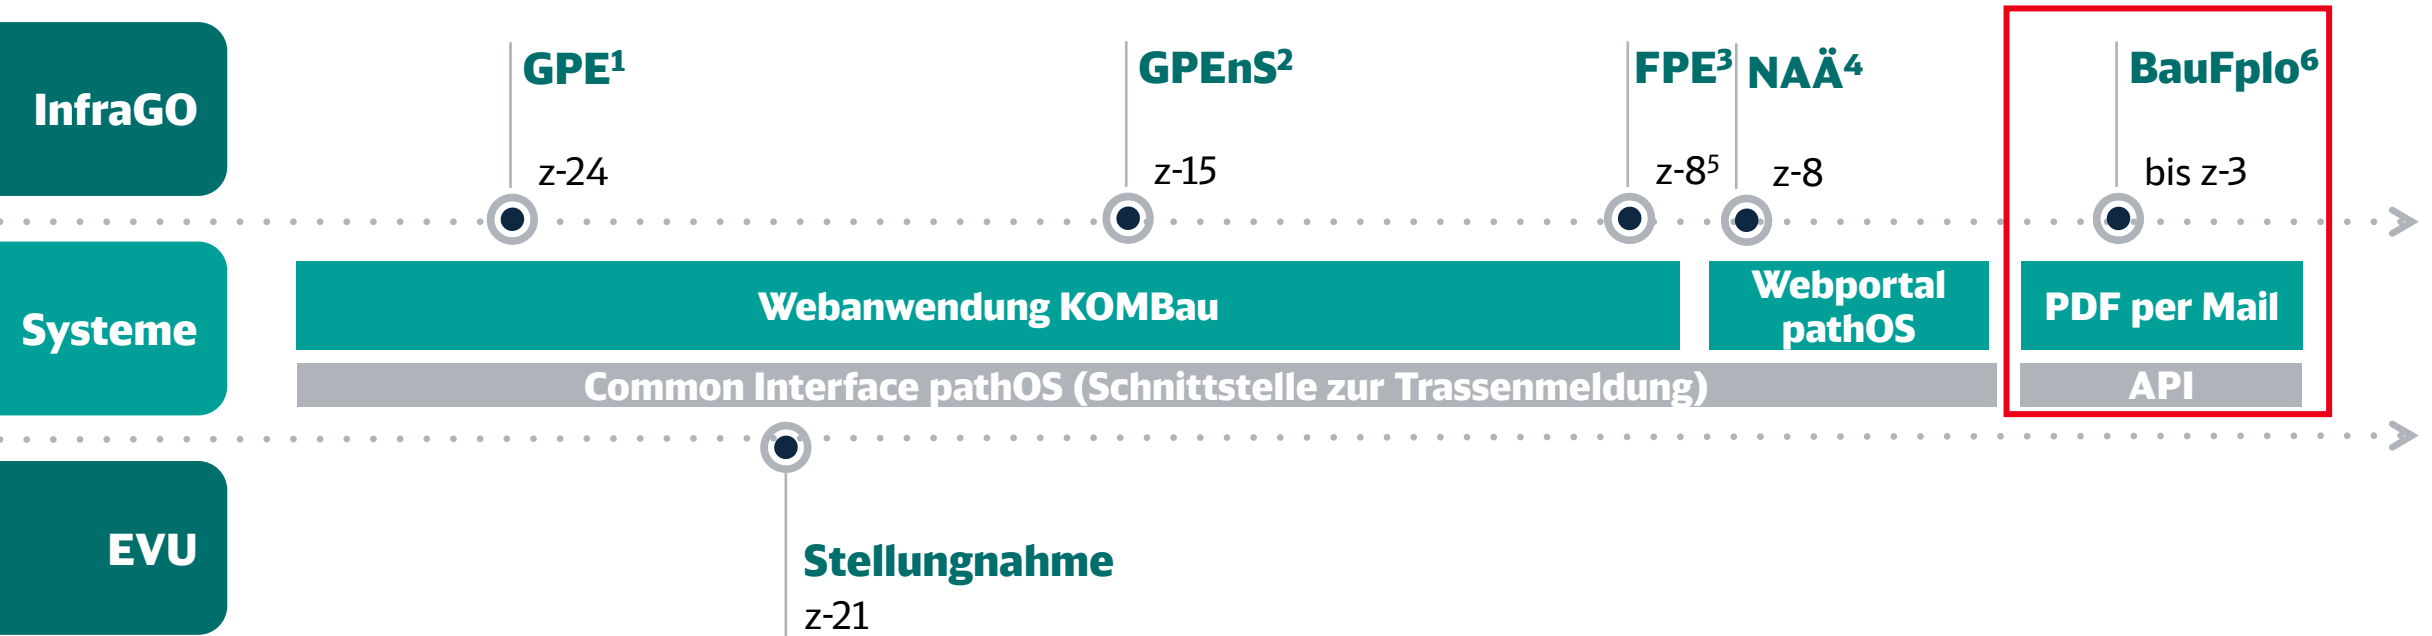 InfraGO
GPE¹
z-24
GPEnS²
z-15
FPE³
z-8⁵
NAÄ⁴
z-8
BauFplo⁶
bis z-3
Systeme
Webanwendung KOMBau
Webportal
pathOS
PDF per Mail
Common Interface pathOS (Schnittstelle zur Trassenmeldung)
API
EVU
Stellungnahme
z-21